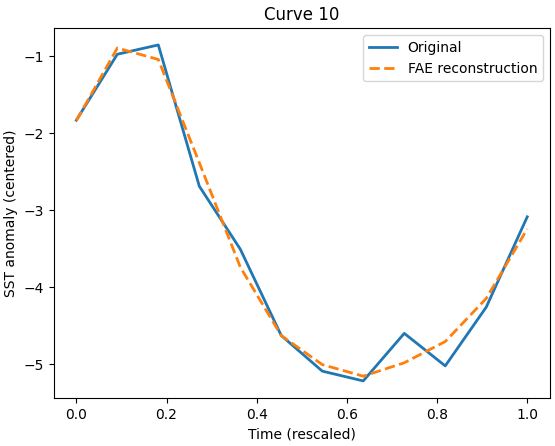 Curve 10
Original
FAE reconstruction
SST anomaly (centered)
−1
−2
−3
−4
−5
0.0 0.2 0.4 0.6 0.8 1.0
Time (rescaled)